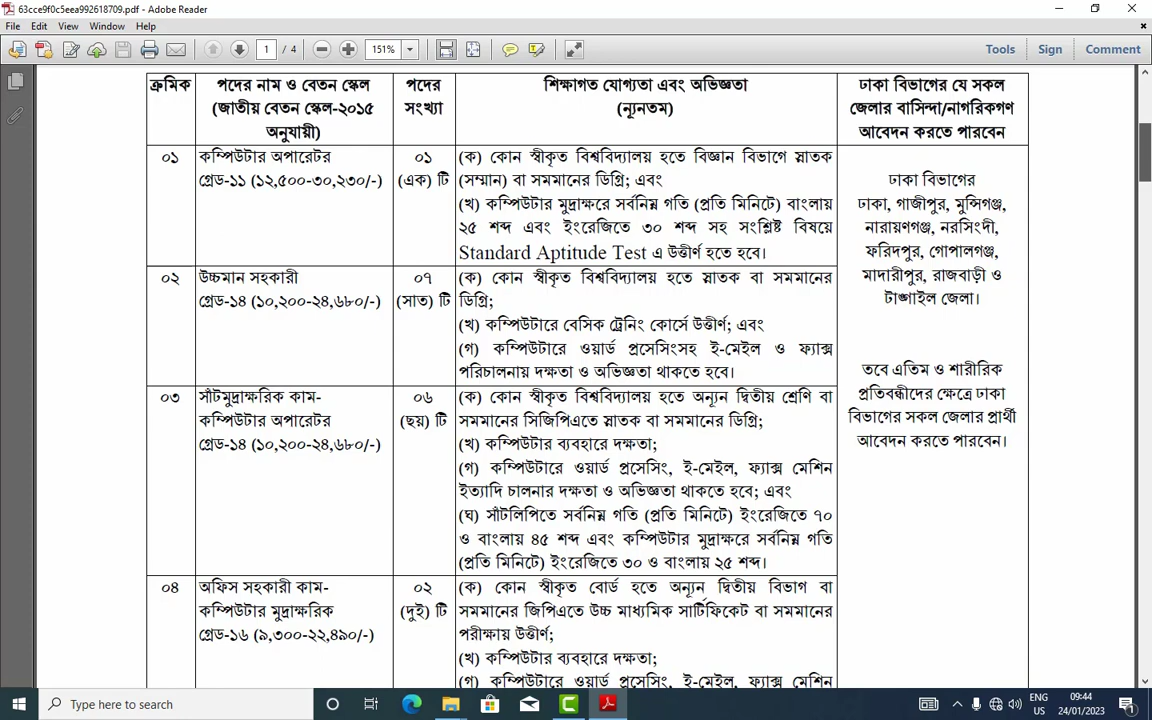 63cce9f0c5eea992618709.pdf - Adobe Reader
File Edit View Window Help
1 / 4 151% Tools Sign Comment
ক্রমিক
পদের নাম ও বেতন স্কেল
(জাতীয় বেতন স্কেল-২০১৫
অনুযায়ী)
পদের
সংখ্যা
শিক্ষাগত যোগ্যতা এবং অভিজ্ঞতা
(ন্যূনতম)
ঢাকা বিভাগের যে সকল
জেলার বাসিন্দা/নাগরিকগণ
আবেদন করতে পারবেন
০১
কম্পিউটার অপারেটর
গ্রেড-১১ (১২,৫০০-৩০,২৩০/-)
০১
(এক) টি
(ক) কোন স্বীকৃত বিশ্ববিদ্যালয় হতে বিজ্ঞান বিভাগে স্নাতক
(সম্মান) বা সমমানের ডিগ্রি; এবং
(খ) কম্পিউটার মুদ্রাক্ষরে সর্বনিম্ন গতি (প্রতি মিনিটে) বাংলায়
২৫ শব্দ এবং ইংরেজিতে ৩০ শব্দ সহ সংশ্লিষ্ট বিষয়ে
Standard Aptitude Test এ উত্তীর্ণ হতে হবে।
ঢাকা বিভাগের
ঢাকা, গাজীপুর, মুন্সিগঞ্জ,
নারায়ণগঞ্জ, নরসিংদী,
ফরিদপুর, গোপালগঞ্জ,
মাদারীপুর, রাজবাড়ী ও
টাঙ্গাইল জেলা।
তবে এতিম ও শারীরিক
প্রতিবন্ধীদের ক্ষেত্রে ঢাকা
বিভাগের সকল জেলার প্রার্থী
আবেদন করতে পারবেন।
০২
উচ্চমান সহকারী
গ্রেড-১৪ (১০,২০০-২৪,৬৮০/-)
০৭
(সাত) টি
(ক) কোন স্বীকৃত বিশ্ববিদ্যালয় হতে স্নাতক বা সমমানের
ডিগ্রি;
(খ) কম্পিউটারে বেসিক ট্রেনিং কোর্সে উত্তীর্ণ; এবং
(গ) কম্পিউটারে ওয়ার্ড প্রসেসিংসহ ই-মেইল ও ফ্যাক্স
পরিচালনায় দক্ষতা ও অভিজ্ঞতা থাকতে হবে।
০৩
সাঁটমুদ্রাক্ষরিক কাম-
কম্পিউটার অপারেটর
গ্রেড-১৪ (১০,২০০-২৪,৬৮০/-)
০৬
(ছয়) টি
(ক) কোন স্বীকৃত বিশ্ববিদ্যালয় হতে অন্যূন দ্বিতীয় শ্রেণি বা
সমমানের সিজিপিএতে স্নাতক বা সমমানের ডিগ্রি;
(খ) কম্পিউটার ব্যবহারে দক্ষতা;
(গ) কম্পিউটারে ওয়ার্ড প্রসেসিং, ই-মেইল, ফ্যাক্স মেশিন
ইত্যাদি চালনার দক্ষতা ও অভিজ্ঞতা থাকতে হবে; এবং
(ঘ) সাঁটলিপিতে সর্বনিম্ন গতি (প্রতি মিনিটে) ইংরেজিতে ৭০
ও বাংলায় ৪৫ শব্দ এবং কম্পিউটার মুদ্রাক্ষরে সর্বনিম্ন গতি
(প্রতি মিনিটে) ইংরেজিতে ৩০ ও বাংলায় ২৫ শব্দ।
০৪
অফিস সহকারী কাম-
কম্পিউটার মুদ্রাক্ষরিক
গ্রেড-১৬ (৯,৩০০-২২,৪৯০/-)
০২
(দুই) টি
(ক) কোন স্বীকৃত বোর্ড হতে অন্যূন দ্বিতীয় বিভাগ বা
সমমানের জিপিএতে উচ্চ মাধ্যমিক সার্টিফিকেট বা সমমানের
পরীক্ষায় উত্তীর্ণ;
(খ) কম্পিউটার ব্যবহারে দক্ষতা;
(গ) কম্পিউটারে ওয়ার্ড প্রসেসিং, ই-মেইল, ফ্যাক্স মেশিন
Type here to search
ENG
US
09:44
24/01/2023
1